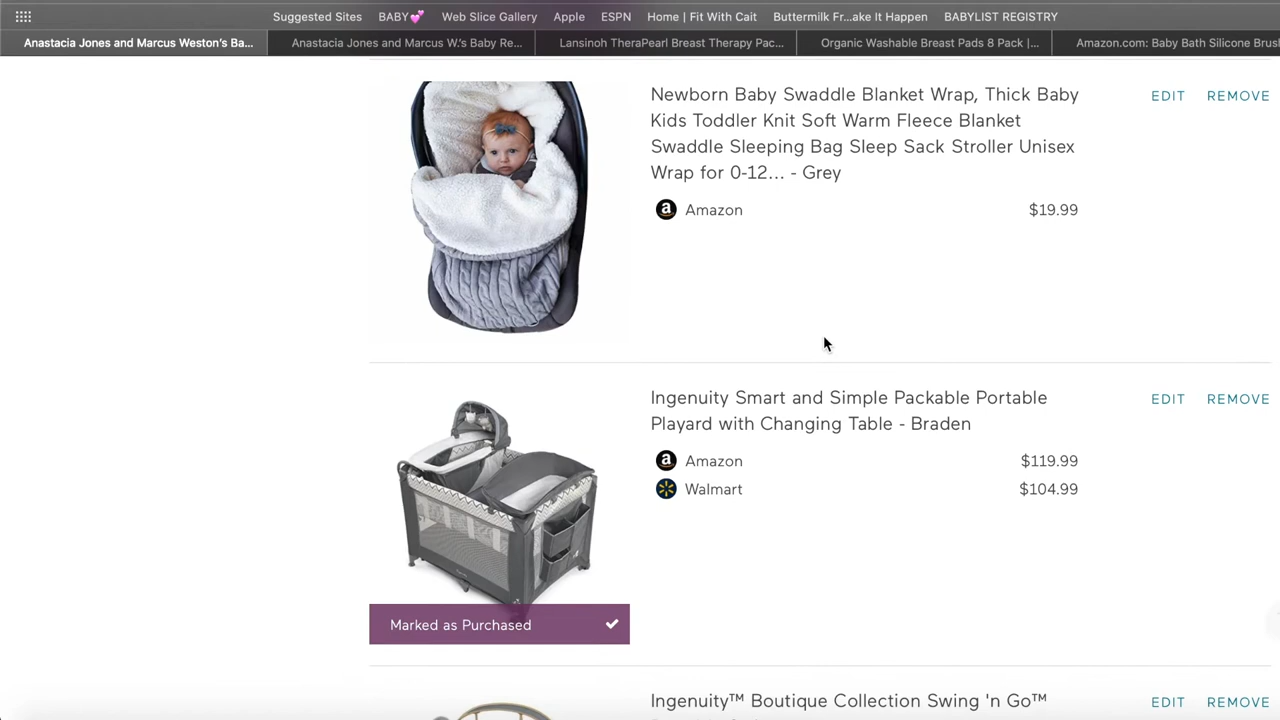 Suggested Sites BABY💕 Web Slice Gallery Apple ESPN Home | Fit With Cait Buttermilk Fr...ake It Happen BABYLIST REGISTRY
Anastacia Jones and Marcus Weston's Ba... Anastacia Jones and Marcus W.'s Baby Re... Lansinoh TheraPearl Breast Therapy Pac... Organic Washable Breast Pads 8 Pack |... Amazon.com: Baby Bath Silicone Brus
Newborn Baby Swaddle Blanket Wrap, Thick Baby
EDIT REMOVE
Kids Toddler Knit Soft Warm Fleece Blanket
Swaddle Sleeping Bag Sleep Sack Stroller Unisex
Wrap for 0-12... - Grey
Amazon $19.99
Ingenuity Smart and Simple Packable Portable
EDIT REMOVE
Playard with Changing Table - Braden
Amazon $119.99
Walmart $104.99
Marked as Purchased
Ingenuity™ Boutique Collection Swing 'n Go™
EDIT REMOVE